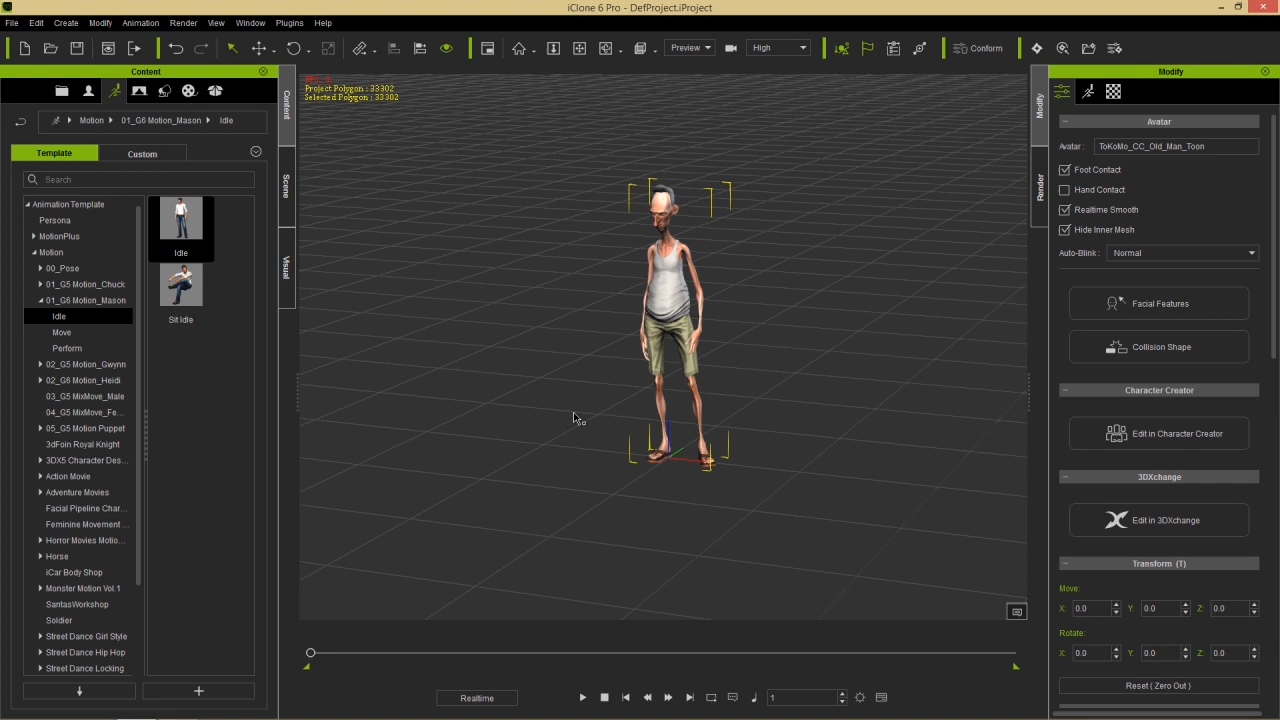 iClone 6 Pro - DefProject.iProject
File Edit Create Modify Animation Render View Window Plugins Help
Preview High Conform
Content
Motion 01_G6 Motion_Mason Idle
Template Custom
Search
Animation Template
Persona
MotionPlus
Motion
00_Pose
01_G5 Motion_Chuck
01_G6 Motion_Mason
Idle
Move
Perform
02_G5 Motion_Gwynn
02_G6 Motion_Heidi
03_G5 MixMove_Male
04_G5 MixMove_Fe...
05_G5 Motion Puppet
3dFoin Royal Knight
3DX5 Character Des...
Action Movie
Adventure Movies
Facial Pipeline Char...
Feminine Movement ...
Horror Movies Motio...
Horse
iCar Body Shop
Monster Motion Vol.1
SantasWorkshop
Soldier
Street Dance Girl Style
Street Dance Hip Hop
Street Dance Locking
Idle
Sit Idle
Content
Scene
Visual
Project Polygon : 33302
Selected Polygon : 33302
Realtime
1
Modify
Render
Modify
Avatar
Avatar : ToKoMo_CC_Old_Man_Toon
Foot Contact
Hand Contact
Realtime Smooth
Hide Inner Mesh
Auto-Blink : Normal
Facial Features
Collision Shape
Character Creator
Edit in Character Creator
3DXchange
Edit in 3DXchange
Transform (T)
Move:
X: 0.0 Y: 0.0 Z: 0.0
Rotate:
X: 0.0 Y: 0.0 Z: 0.0
Reset ( Zero Out )